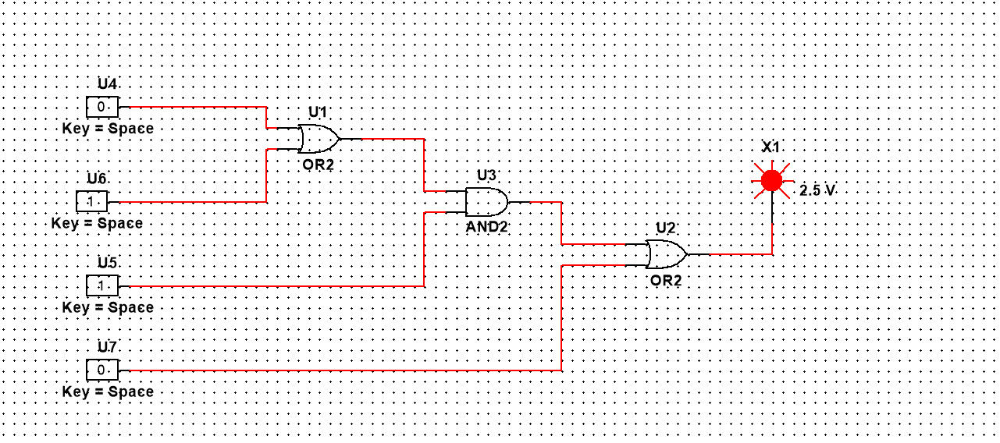 U4
0
Key = Space
U1
OR2
U6
1
Key = Space
U3
AND2
X1
2.5 V
U5
1
Key = Space
U2
OR2
U7
0
Key = Space